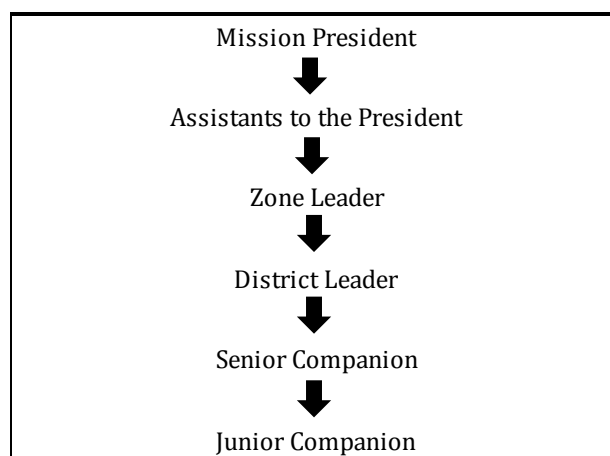 Mission President
Assistants to the President
Zone Leader
District Leader
Senior Companion
Junior Companion